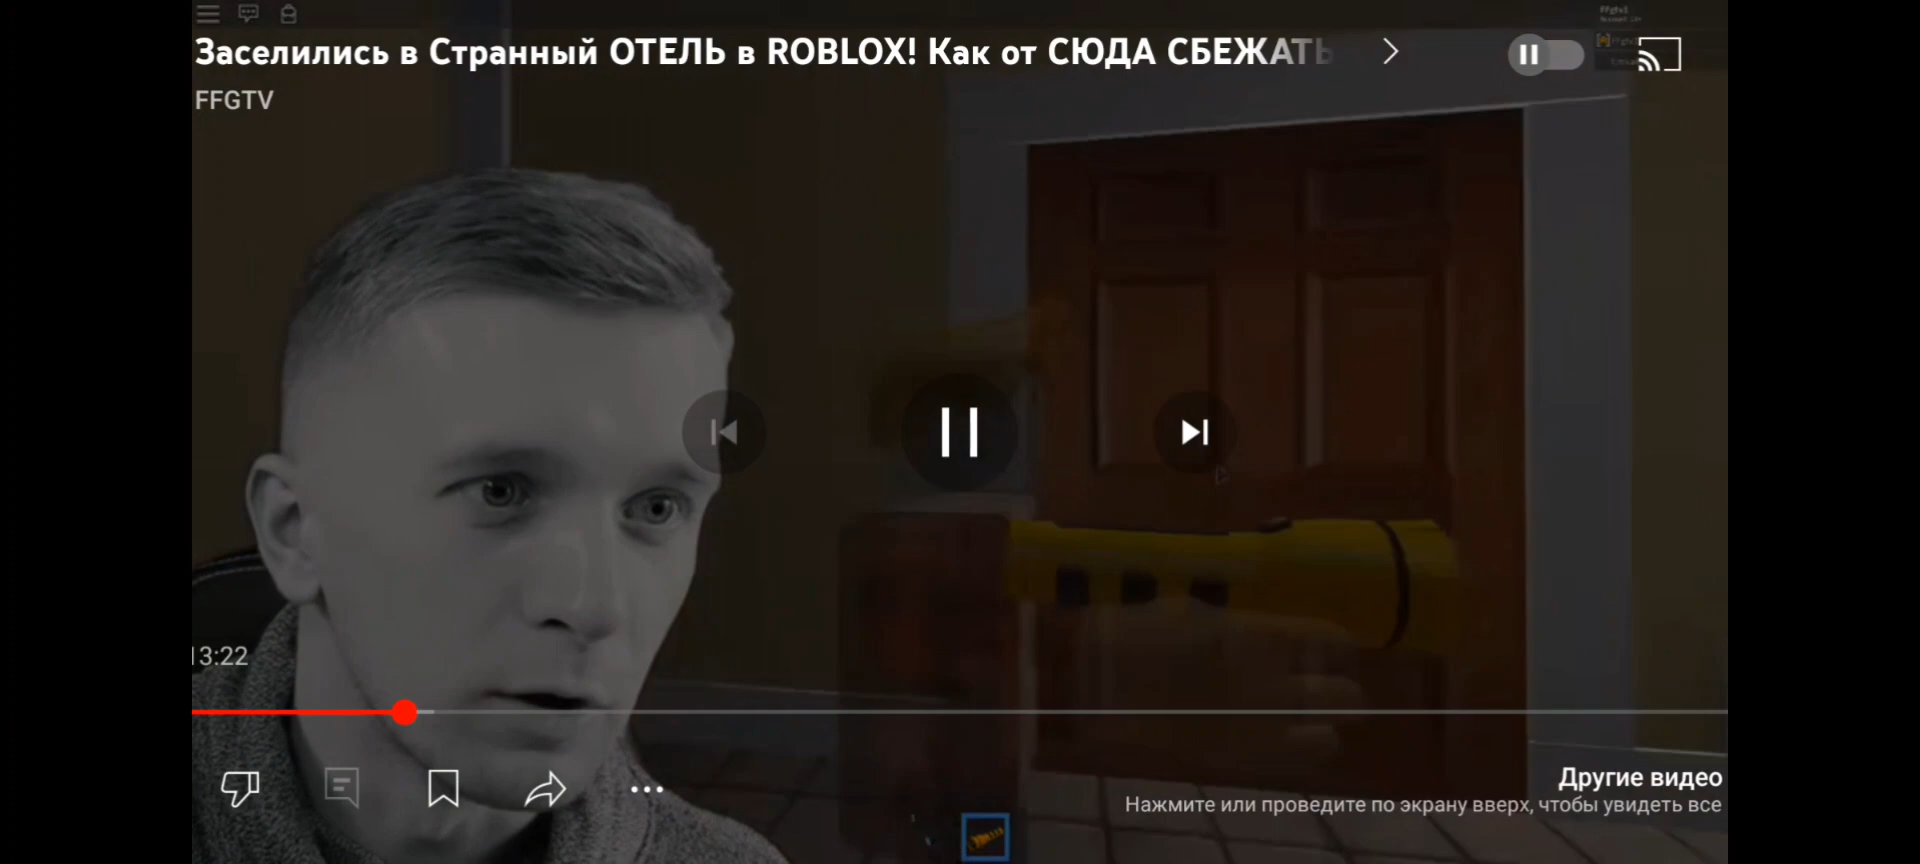 Заселились в Странный ОТЕЛЬ в ROBLOX! Как от СЮДА СБЕЖАТЬ
FFGTV
13:22
Другие видео
Нажмите или проведите по экрану вверх, чтобы увидеть все